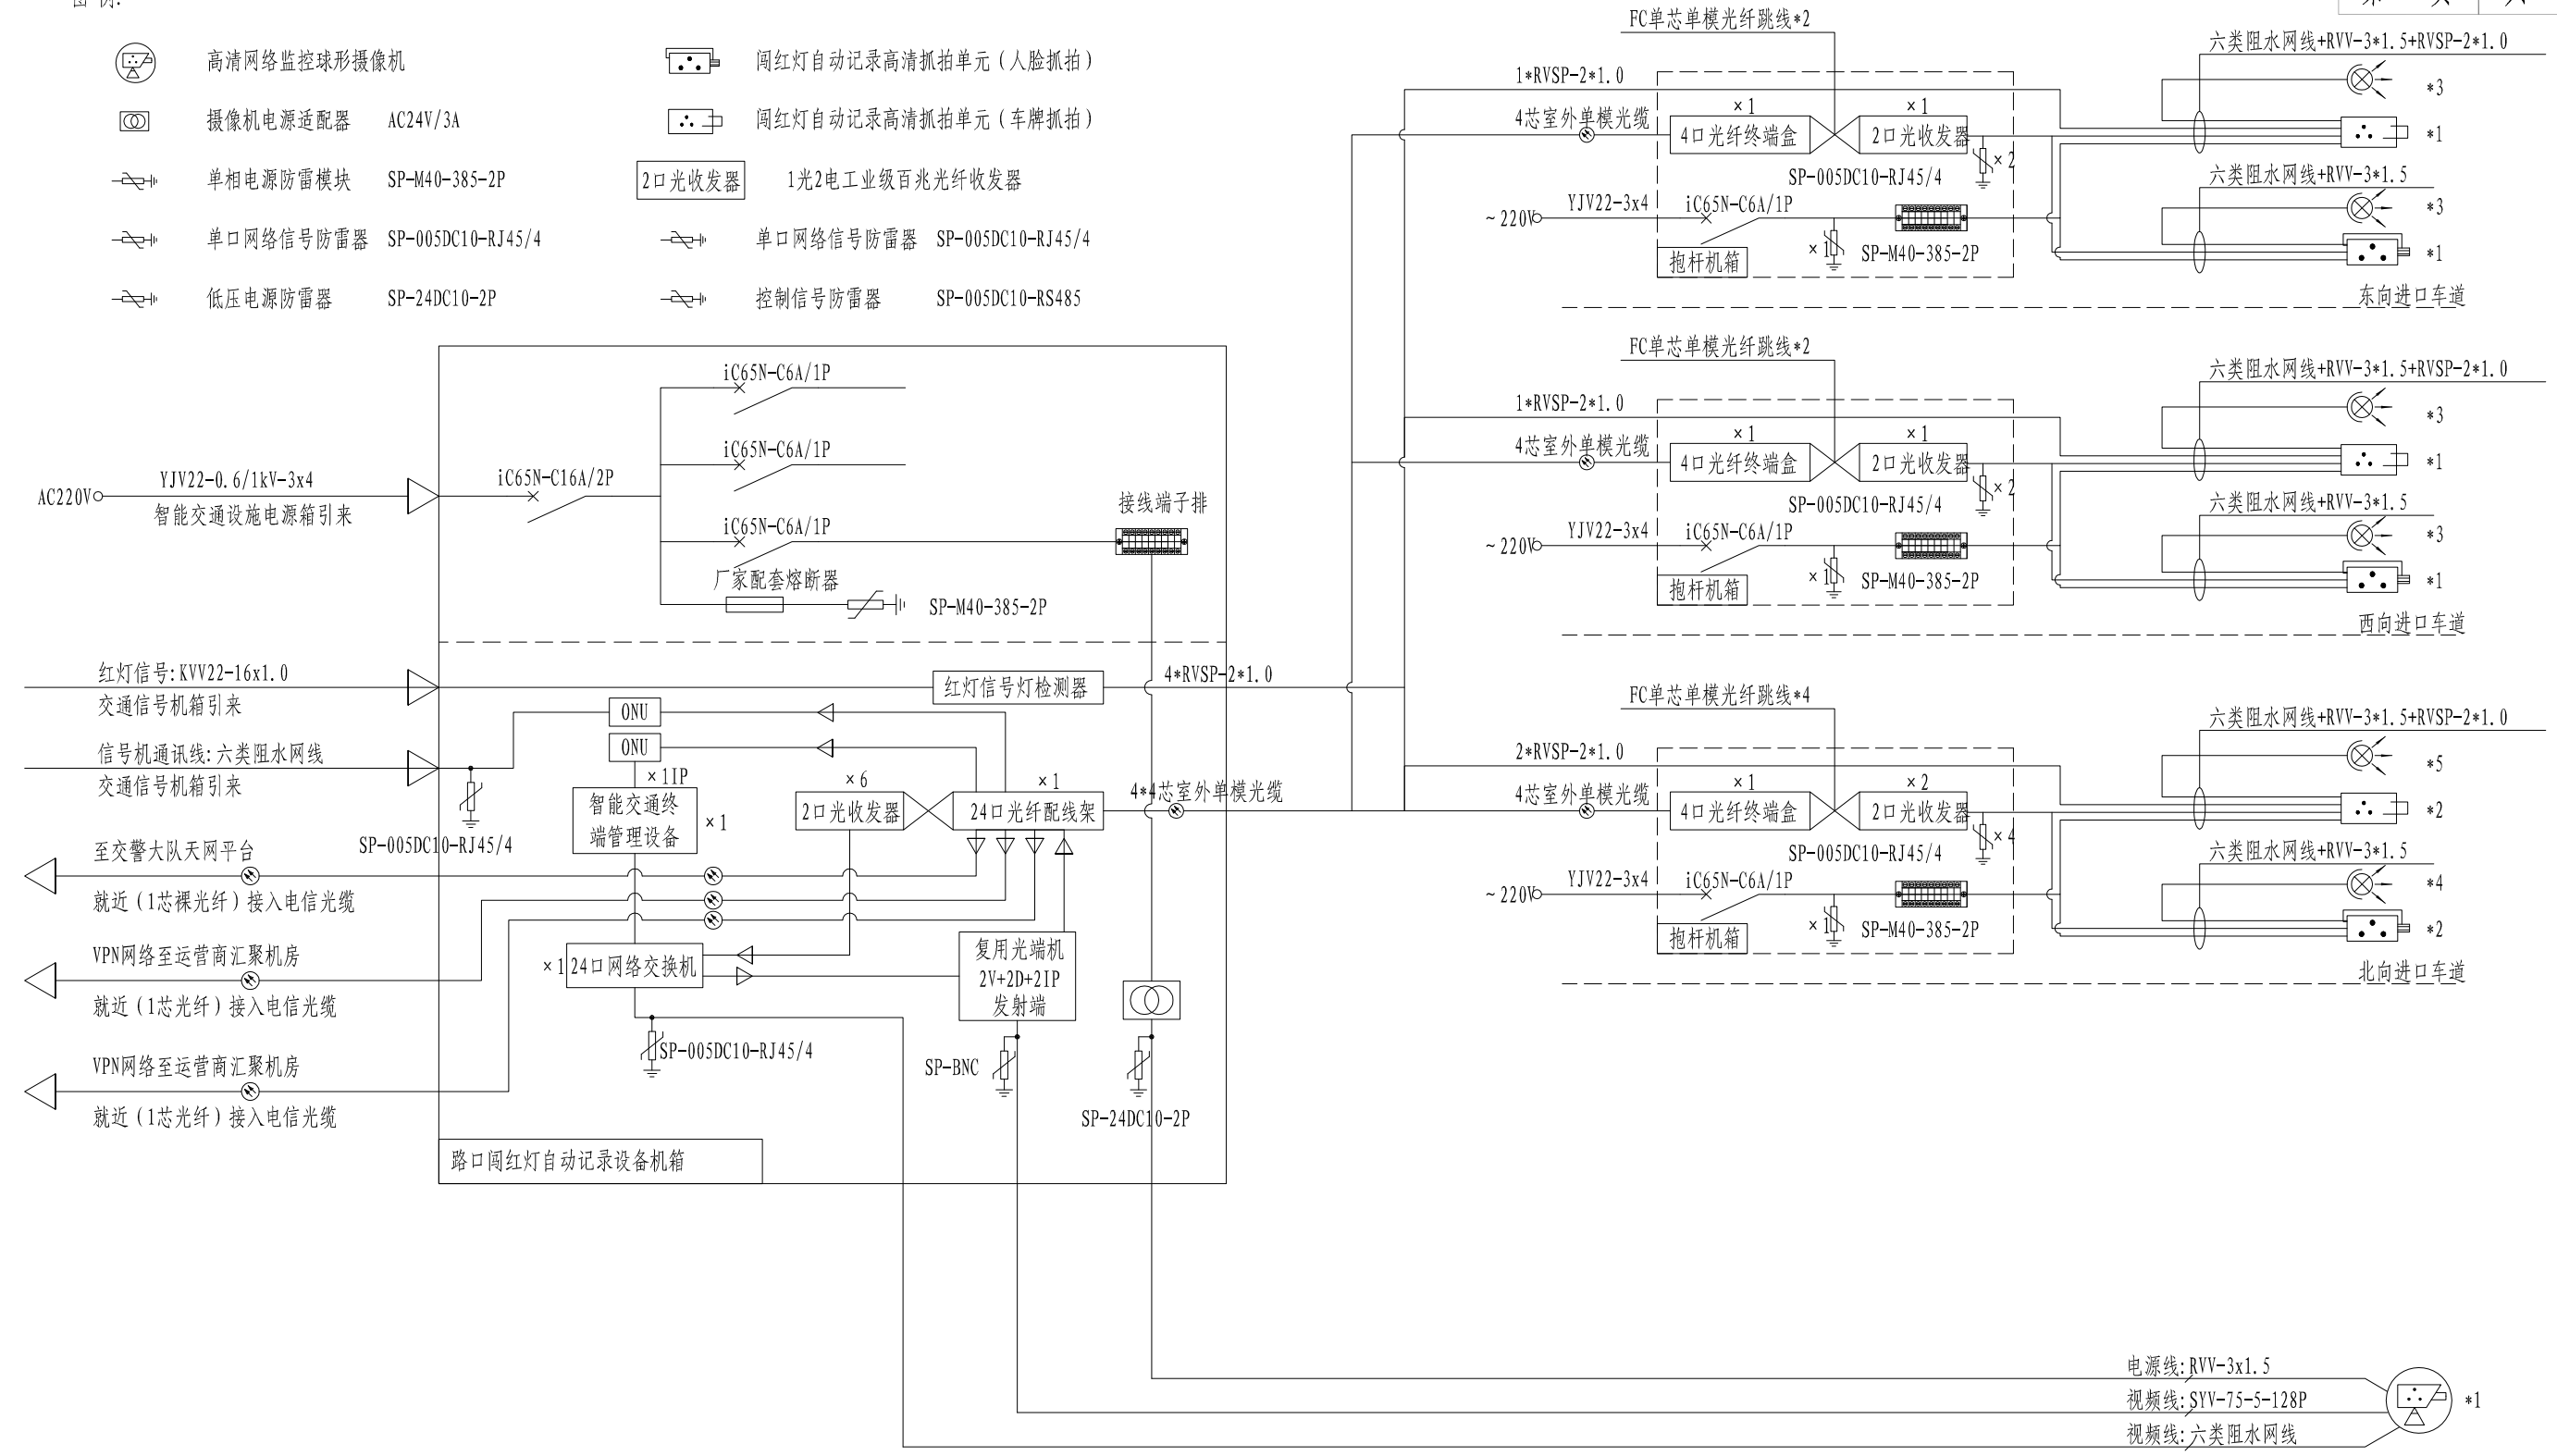 图 例:
高清网络监控球形摄像机
闯红灯自动记录高清抓拍单元(人脸抓拍)
摄像机电源适配器 AC24V/3A
闯红灯自动记录高清抓拍单元(车牌抓拍)
单相电源防雷模块 SP-M40-385-2P
2口光收发器 1光2电工业级百兆光纤收发器
单口网络信号防雷器 SP-005DC10-RJ45/4
单口网络信号防雷器 SP-005DC10-RJ45/4
低压电源防雷器 SP-24DC10-2P
控制信号防雷器 SP-005DC10-RS485
AC220V
YJV22-0.6/1kV-3x4
智能交通设施电源箱引来
iC65N-C16A/2P
iC65N-C6A/1P
iC65N-C6A/1P
iC65N-C6A/1P
接线端子排
厂家配套熔断器
SP-M40-385-2P
红灯信号:KVV22-16x1.0
交通信号机箱引来
红灯信号灯检测器
4*RVSP-2*1.0
信号机通讯线:六类阻水网线
交通信号机箱引来
SP-005DC10-RJ45/4
ONU
ONU
×1IP
智能交通终
端管理设备
×1
×6
2口光收发器
×1
24口光纤配线架
4*4芯室外单模光缆
至交警大队天网平台
就近(1芯裸光纤)接入电信光缆
VPN网络至运营商汇聚机房
就近(1芯光纤)接入电信光缆
VPN网络至运营商汇聚机房
就近(1芯光纤)接入电信光缆
×1
24口网络交换机
复用光端机
2V+2D+2IP
发射端
SP-005DC10-RJ45/4
SP-BNC
SP-24DC10-2P
路口闯红灯自动记录设备机箱
FC单芯单模光纤跳线*2
1*RVSP-2*1.0
4芯室外单模光缆
×1
4口光纤终端盒
×1
2口光收发器
×2
SP-005DC10-RJ45/4
~220V
YJV22-3x4
iC65N-C6A/1P
×1
SP-M40-385-2P
抱杆机箱
六类阻水网线+RVV-3*1.5+RVSP-2*1.0
*3
*1
六类阻水网线+RVV-3*1.5
*3
*1
东向进口车道
FC单芯单模光纤跳线*2
1*RVSP-2*1.0
4芯室外单模光缆
×1
4口光纤终端盒
×1
2口光收发器
×2
SP-005DC10-RJ45/4
~220V
YJV22-3x4
iC65N-C6A/1P
×1
SP-M40-385-2P
抱杆机箱
六类阻水网线+RVV-3*1.5+RVSP-2*1.0
*3
*1
六类阻水网线+RVV-3*1.5
*3
*1
西向进口车道
FC单芯单模光纤跳线*4
2*RVSP-2*1.0
4芯室外单模光缆
×1
4口光纤终端盒
×2
2口光收发器
×4
SP-005DC10-RJ45/4
~220V
YJV22-3x4
iC65N-C6A/1P
×1
SP-M40-385-2P
抱杆机箱
六类阻水网线+RVV-3*1.5+RVSP-2*1.0
*5
*2
六类阻水网线+RVV-3*1.5
*4
*2
北向进口车道
电源线:RVV-3x1.5
视频线:SYV-75-5-128P
视频线:六类阻水网线
*1